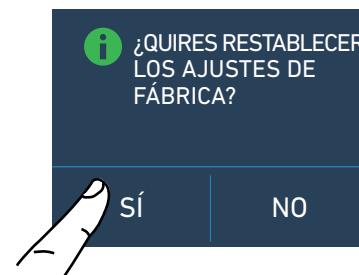 ¿QUIRES RESTABLECER
LOS AJUSTES DE
FÁBRICA?
SÍ
NO